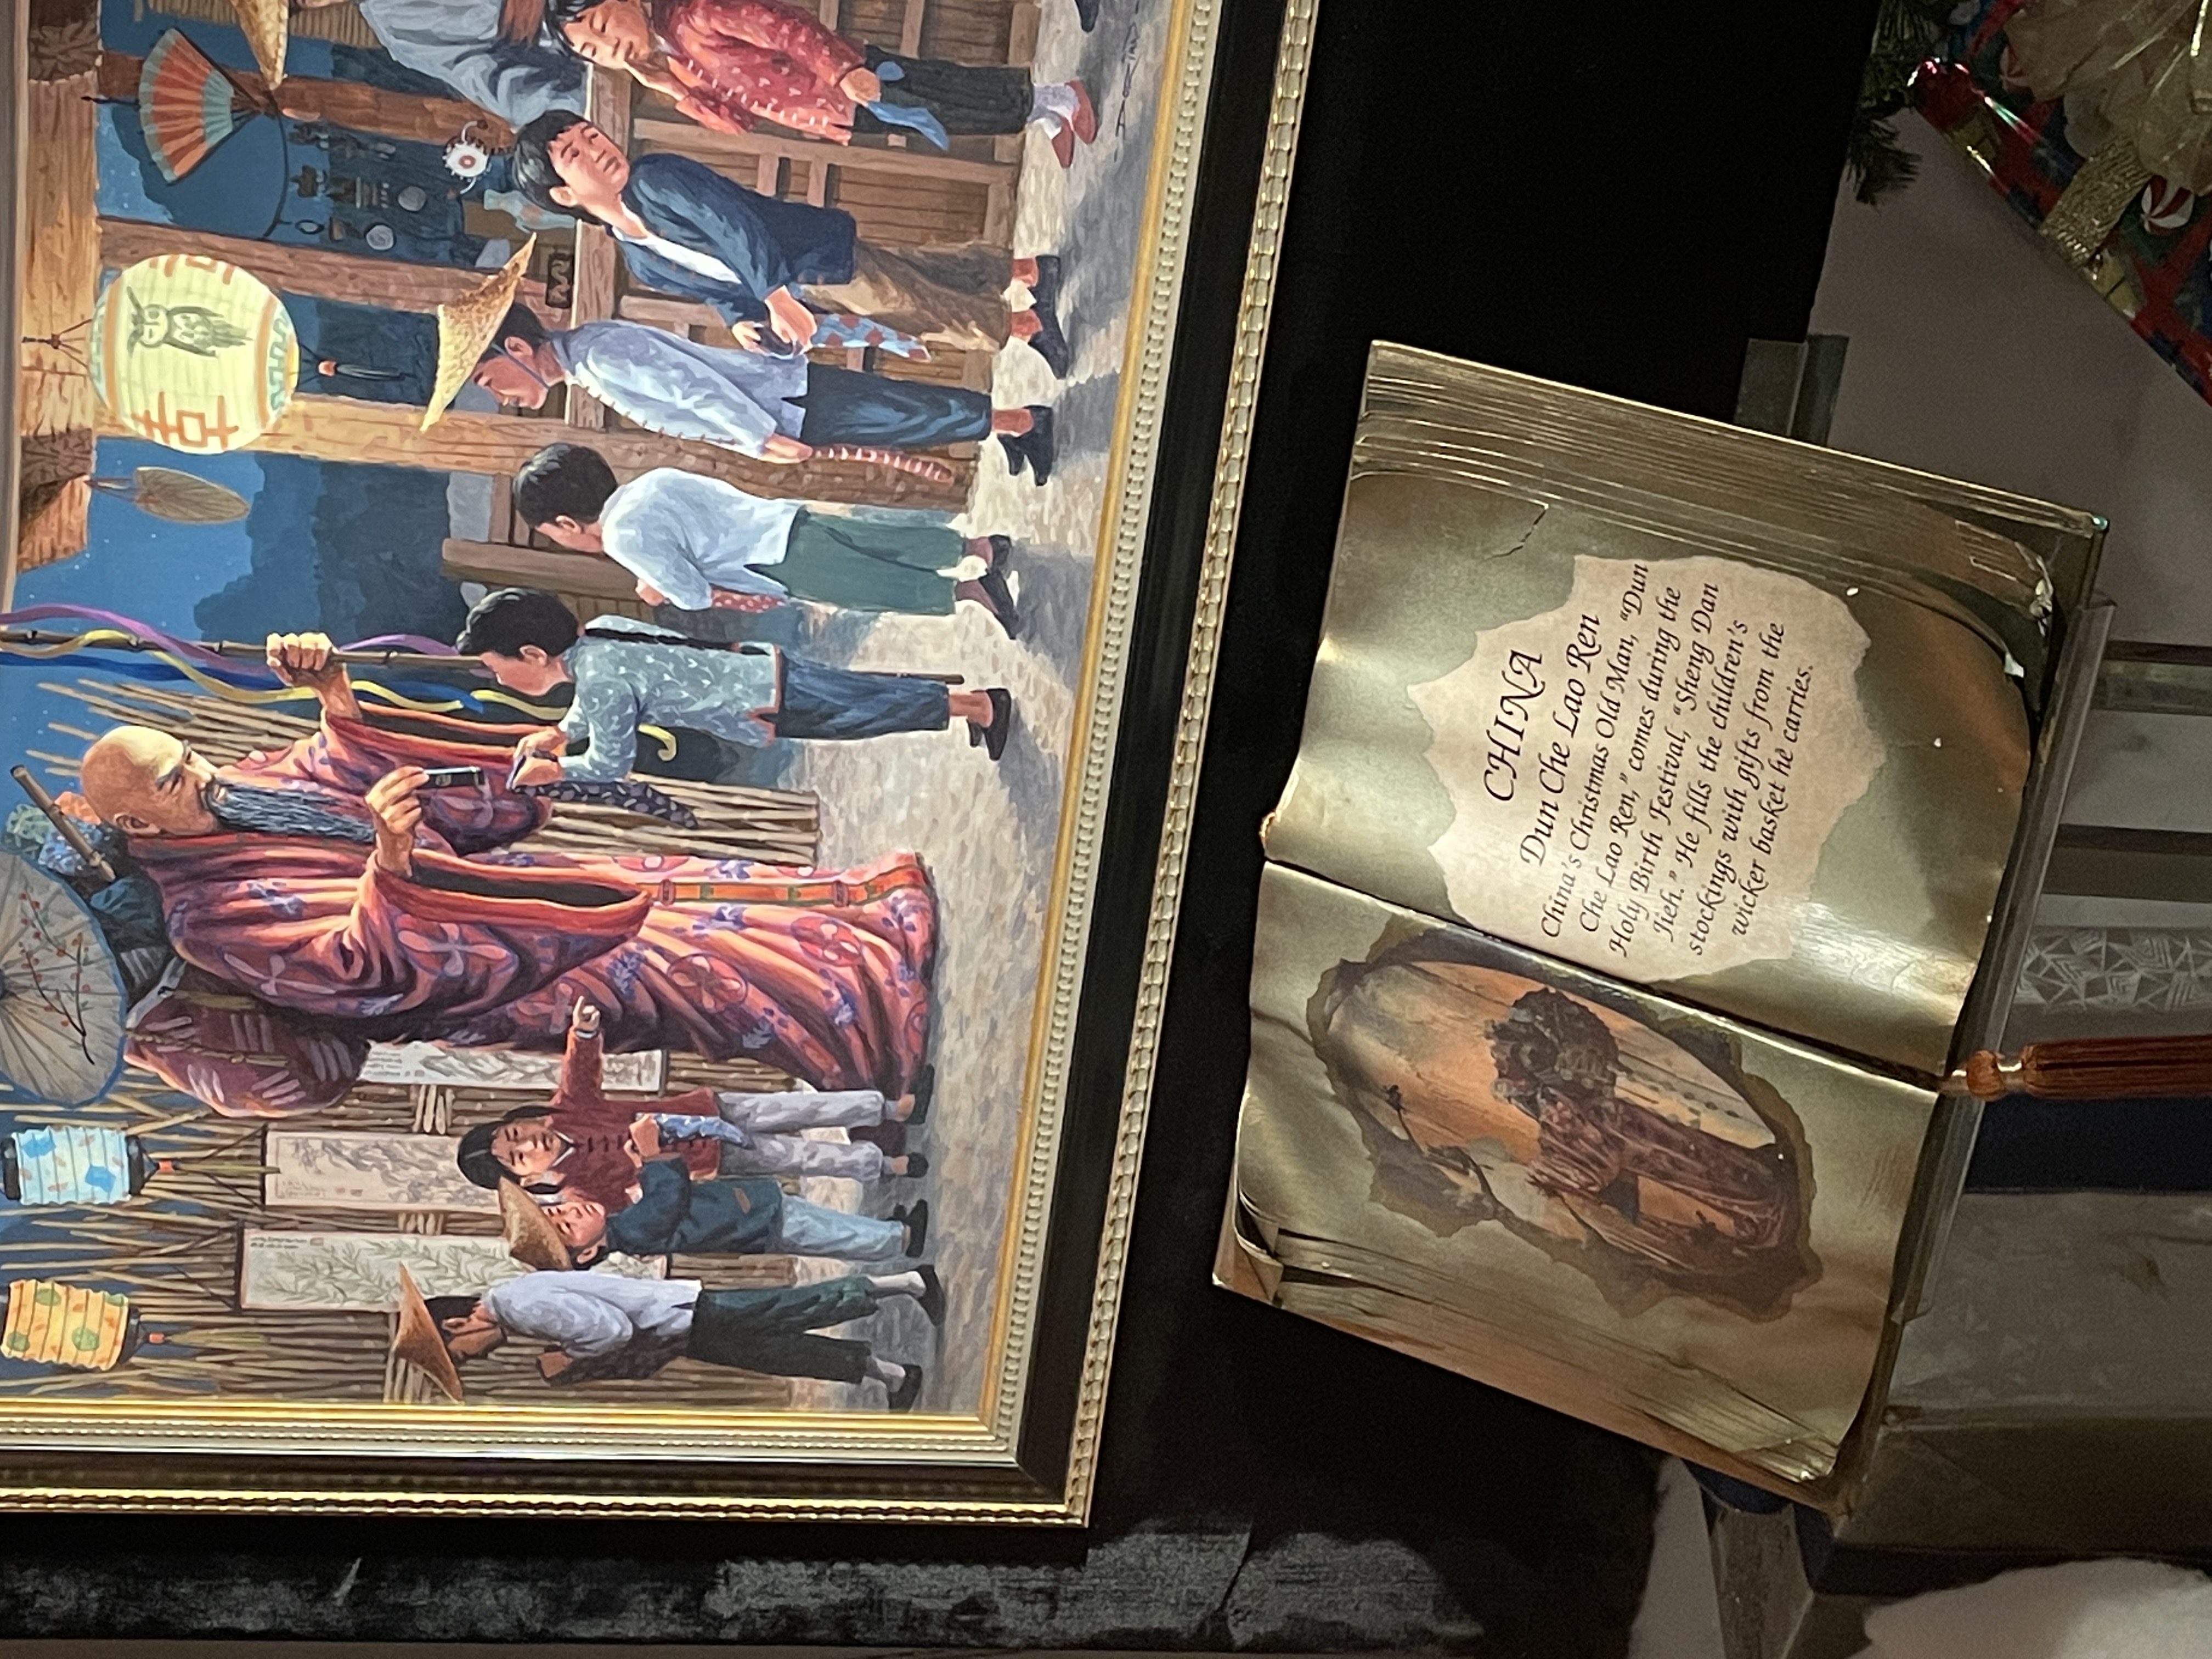 CHINA
Dun Che Lao Ren
China's Christmas Old Man, "Dun
Che Lao Ren," comes during the
Holy Birth Festival, "Sheng Dan
Jieh." He fills the children's
stockings with gifts from the
wicker basket he carries.